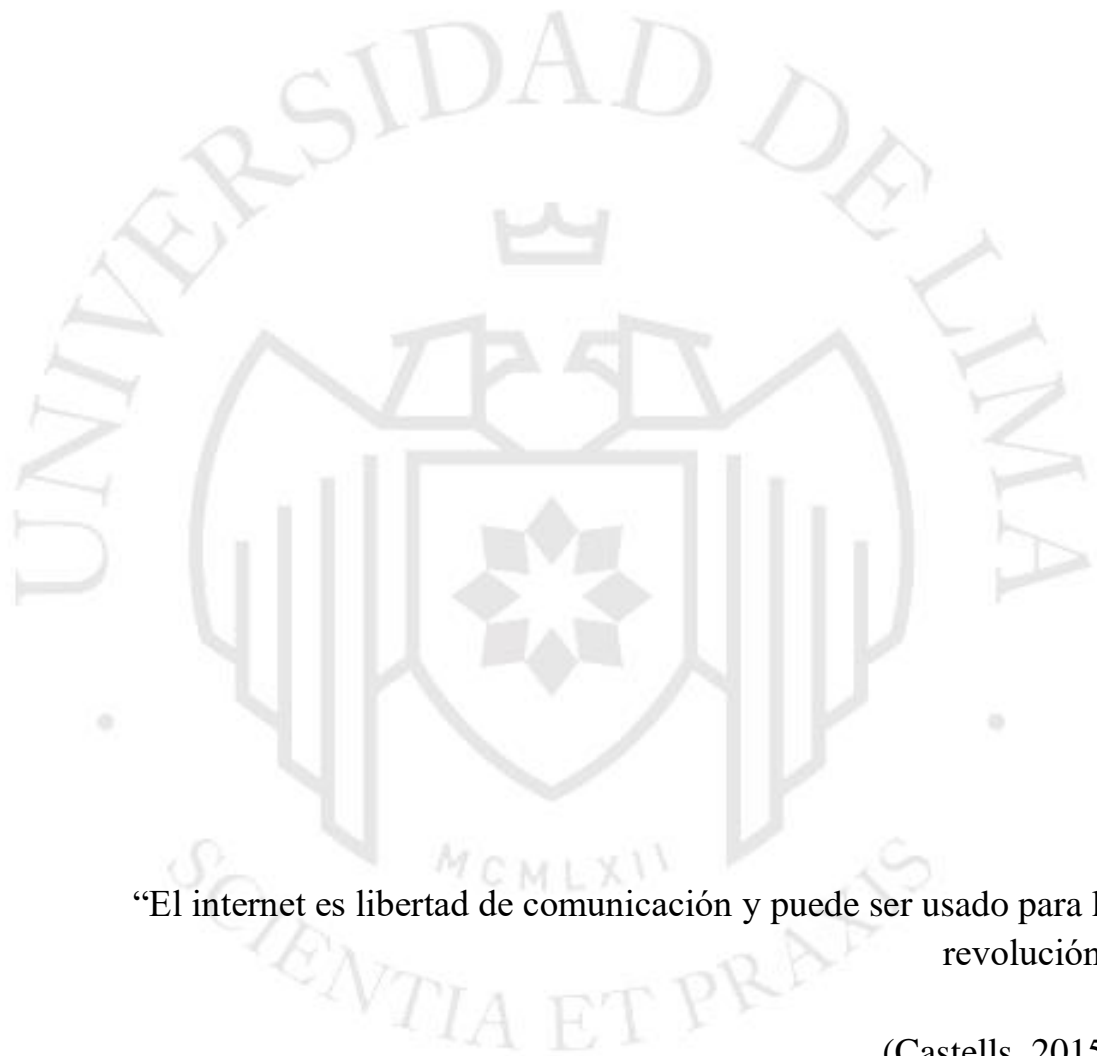 UNIVERSIDAD DE LIMA
MCMLXII
SCIENTIA ET PRAXIS
“El internet es libertad de comunicación y puede ser usado para
revolución
(Castells, 2015